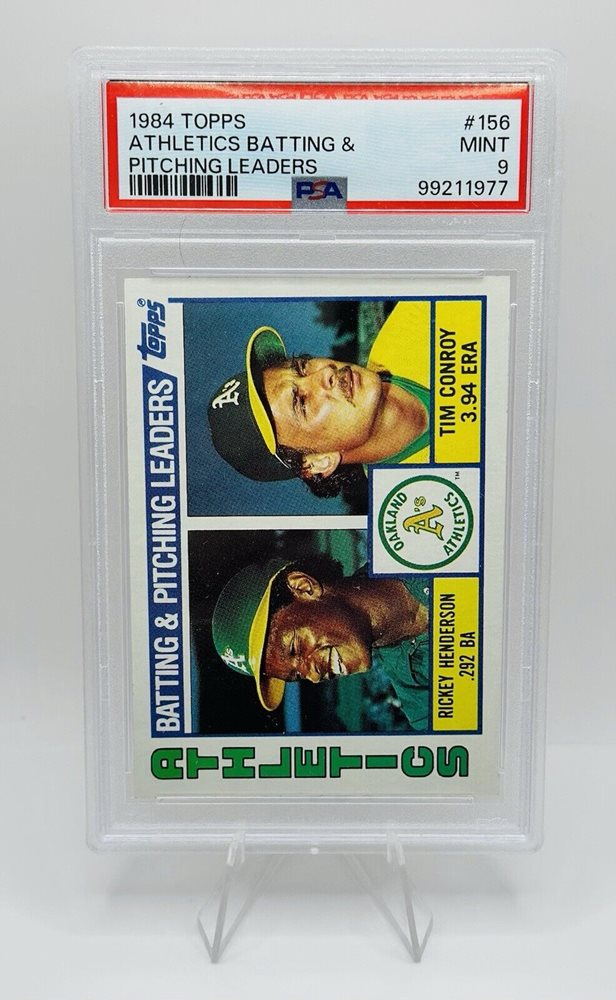 1984 TOPPS
ATHLETICS BATTING &
PITCHING LEADERS
#156
MINT
9
99211977
PSA
BATTING & PITCHING LEADERS
topps®
ATHLETICS
RICKEY HENDERSON
.292 BA
OAKLAND
A's
ATHLETICS™
TIM CONROY
3.94 ERA
A's
A's